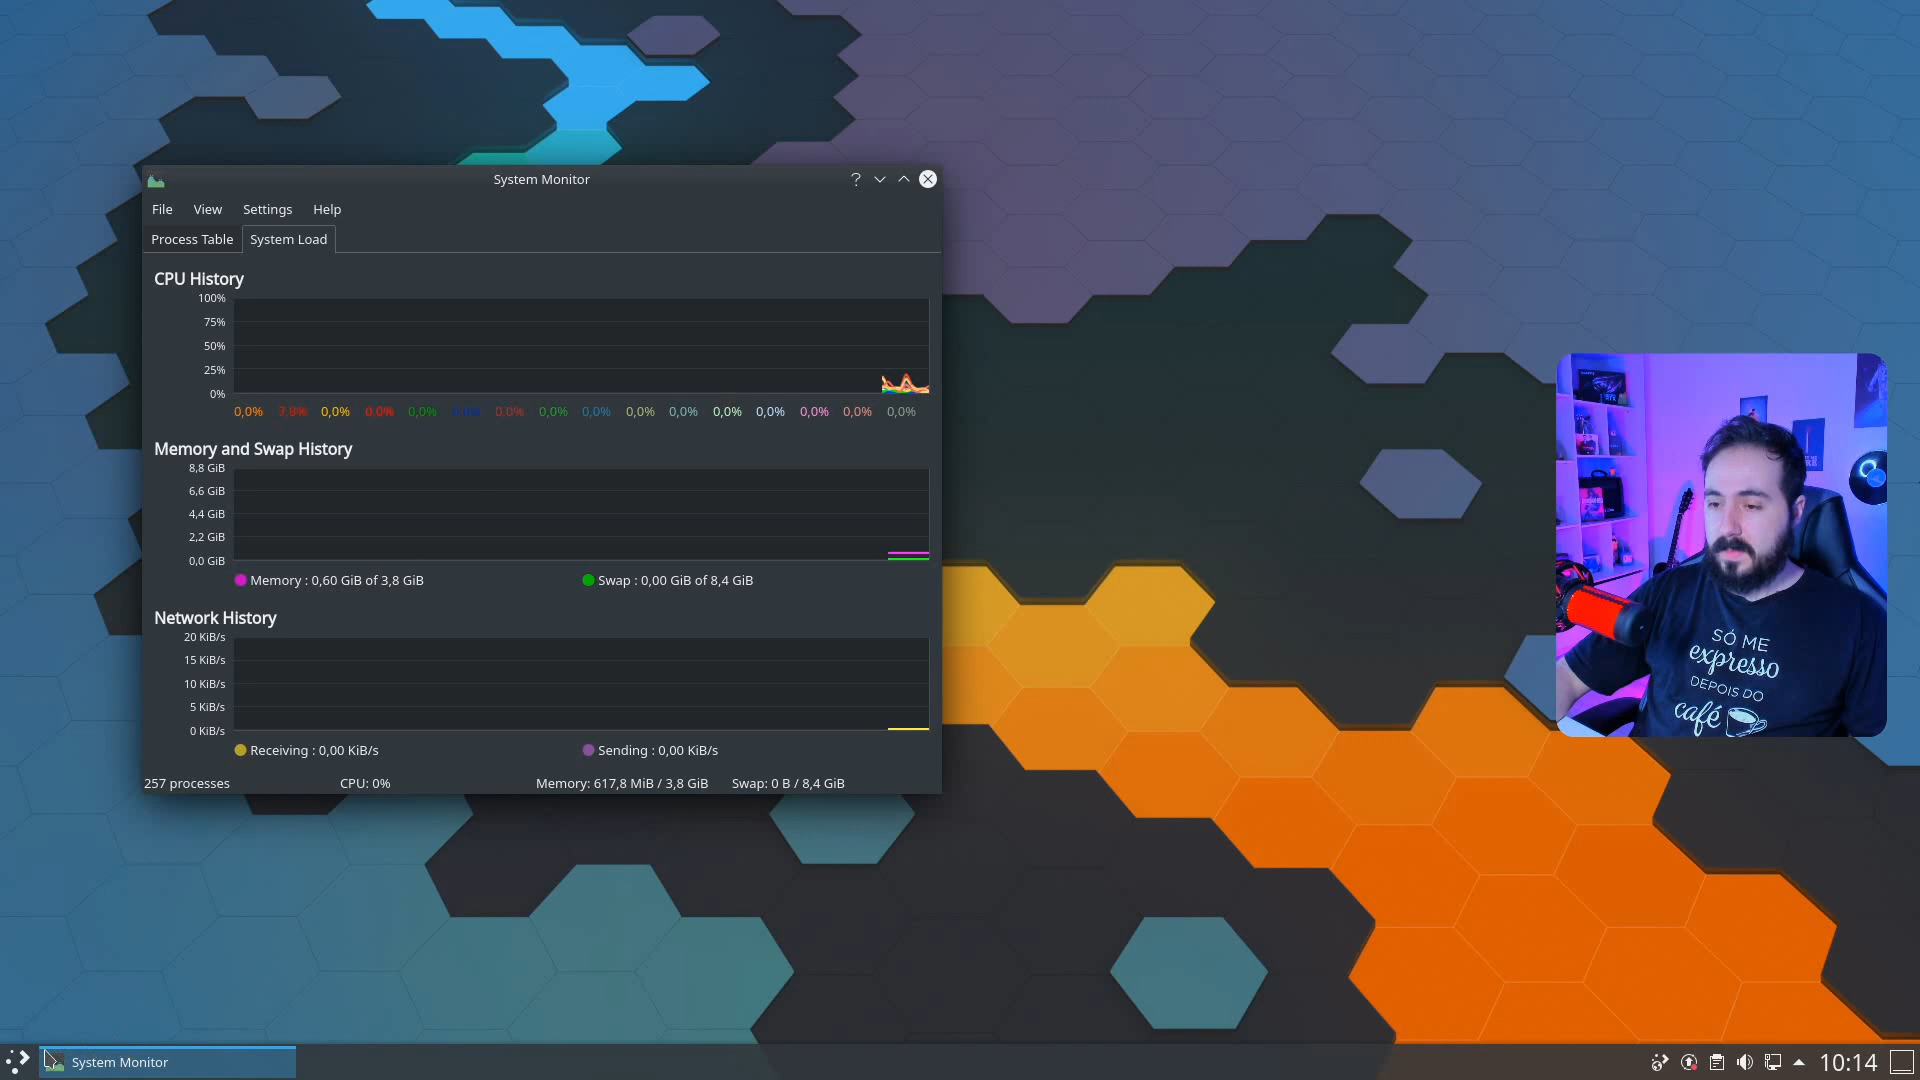 System Monitor
File View Settings Help
Process Table System Load
CPU History
100%
75%
50%
25%
0%
0,0% 3,8% 0,0% 0,0% 0,0% 0,0% 0,0% 0,0% 0,0% 0,0% 0,0% 0,0% 0,0% 0,0% 0,0% 0,0%
Memory and Swap History
8,8 GiB
6,6 GiB
4,4 GiB
2,2 GiB
0,0 GiB
Memory : 0,60 GiB of 3,8 GiB Swap : 0,00 GiB of 8,4 GiB
Network History
20 KiB/s
15 KiB/s
10 KiB/s
5 KiB/s
0 KiB/s
Receiving : 0,00 KiB/s Sending : 0,00 KiB/s
257 processes CPU: 0% Memory: 617,8 MiB / 3,8 GiB Swap: 0 B / 8,4 GiB
SÓ ME
expresso
DEPOIS DO
café
System Monitor
10:14